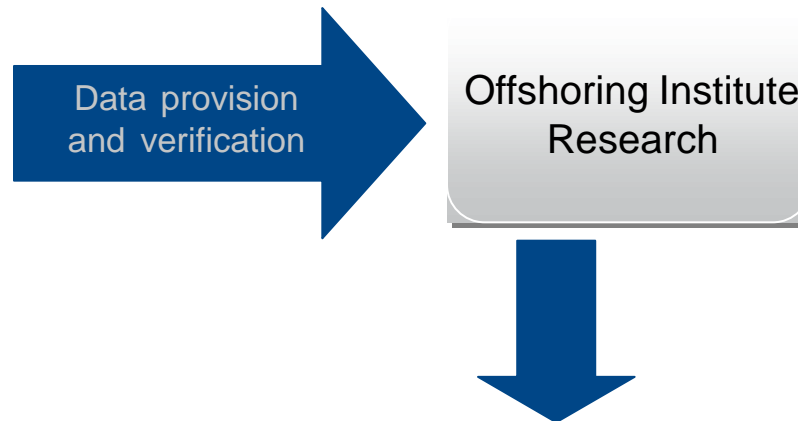 Data provision
and verification
Offshoring Institute
Research